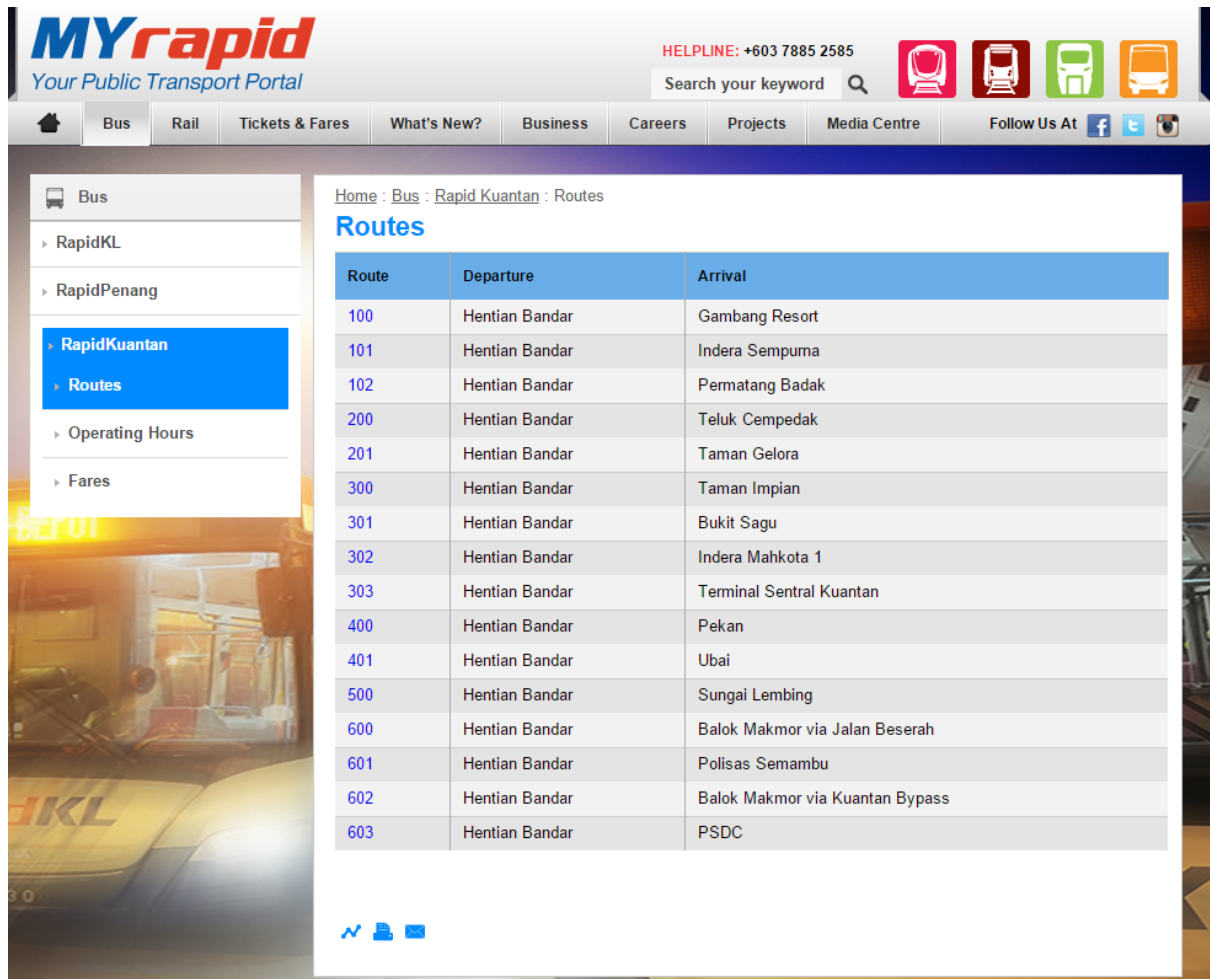 MYrapid
Your Public Transport Portal
HELPLINE: +603 7885 2585
Search your keyword
Bus Rail Tickets & Fares What's New? Business Careers Projects Media Centre Follow Us At
Bus
RapidKL
RapidPenang
RapidKuantan
Routes
Operating Hours
Fares
Home : Bus : Rapid Kuantan : Routes
Routes
Route Departure Arrival
100 Hentian Bandar Gambang Resort
101 Hentian Bandar Indera Sempurna
102 Hentian Bandar Permatang Badak
200 Hentian Bandar Teluk Cempedak
201 Hentian Bandar Taman Gelora
300 Hentian Bandar Taman Impian
301 Hentian Bandar Bukit Sagu
302 Hentian Bandar Indera Mahkota 1
303 Hentian Bandar Terminal Sentral Kuantan
400 Hentian Bandar Pekan
401 Hentian Bandar Ubai
500 Hentian Bandar Sungai Lembing
600 Hentian Bandar Balok Makmor via Jalan Beserah
601 Hentian Bandar Polisas Semambu
602 Hentian Bandar Balok Makmor via Kuantan Bypass
603 Hentian Bandar PSDC
DEPOT
dKL
30